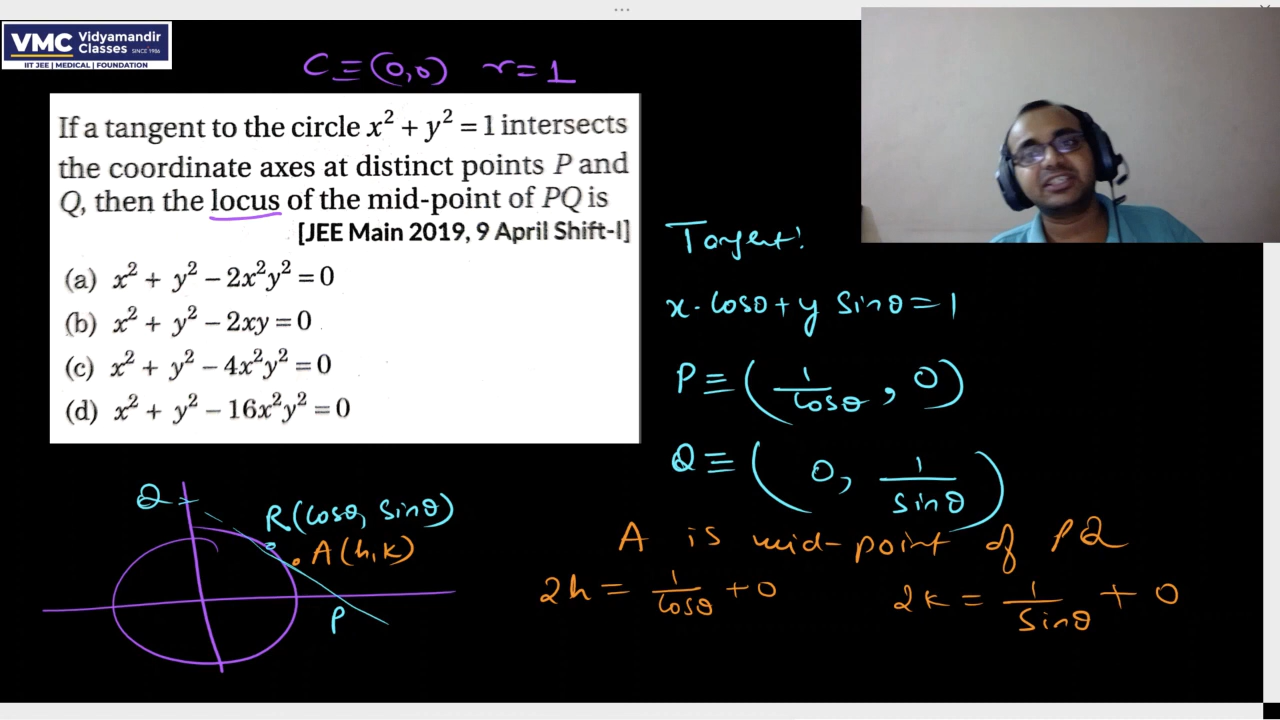 VMC Vidyamandir Classes SINCE 1986
IIT JEE | MEDICAL | FOUNDATION
C ≡ (0,0) r = 1
If a tangent to the circle x² + y² = 1 intersects
the coordinate axes at distinct points P and
Q, then the locus of the mid-point of PQ is
[JEE Main 2019, 9 April Shift-I]
(a) x² + y² − 2x²y² = 0
(b) x² + y² − 2xy = 0
(c) x² + y² − 4x²y² = 0
(d) x² + y² − 16x²y² = 0
Tangent:
x·cosθ + y sinθ = 1
P ≡ (1/cosθ, 0)
Q ≡ (0, 1/sinθ)
Q
R(cosθ, sinθ)
A(h,k)
P
A is mid-point of PQ
2h = 1/cosθ + 0
2k = 1/sinθ + 0